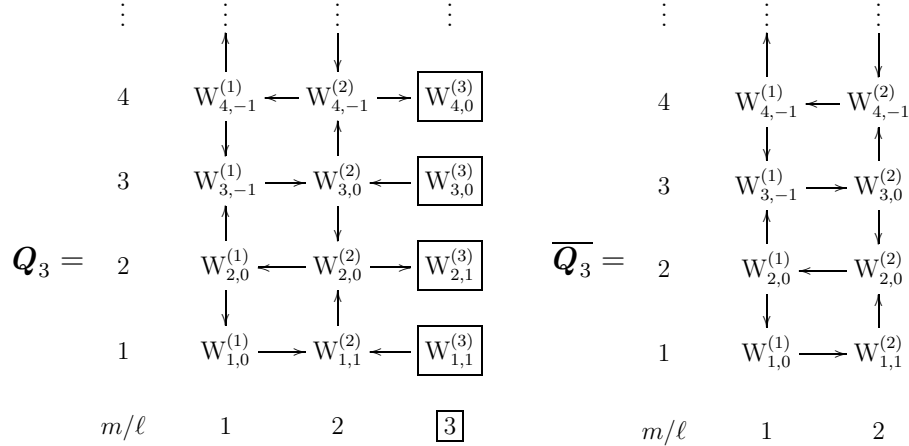 ⋮ ⋮ ⋮ ⋮ ⋮ ⋮ ⋮
4 W^{(1)}_{4,−1} W^{(2)}_{4,−1} W^{(3)}_{4,0} 4 W^{(1)}_{4,−1} W^{(2)}_{4,−1}
3 W^{(1)}_{3,−1} W^{(2)}_{3,0} W^{(3)}_{3,0} 3 W^{(1)}_{3,−1} W^{(2)}_{3,0}
Q_3 = 2 W^{(1)}_{2,0} W^{(2)}_{2,0} W^{(3)}_{2,1} \overline{Q_3} = 2 W^{(1)}_{2,0} W^{(2)}_{2,0}
1 W^{(1)}_{1,0} W^{(2)}_{1,1} W^{(3)}_{1,1} 1 W^{(1)}_{1,0} W^{(2)}_{1,1}
m/ℓ 1 2 3 m/ℓ 1 2